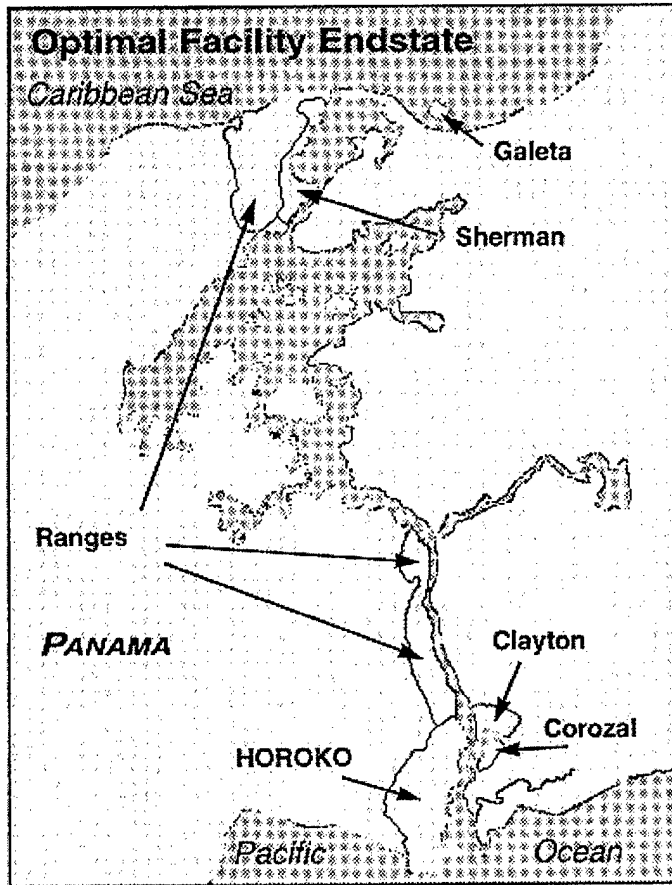 Optimal Facility Endstate
Caribbean Sea
Galeta
Sherman
Ranges
PANAMA
Clayton
Corozal
HOROKO
Pacific Ocean